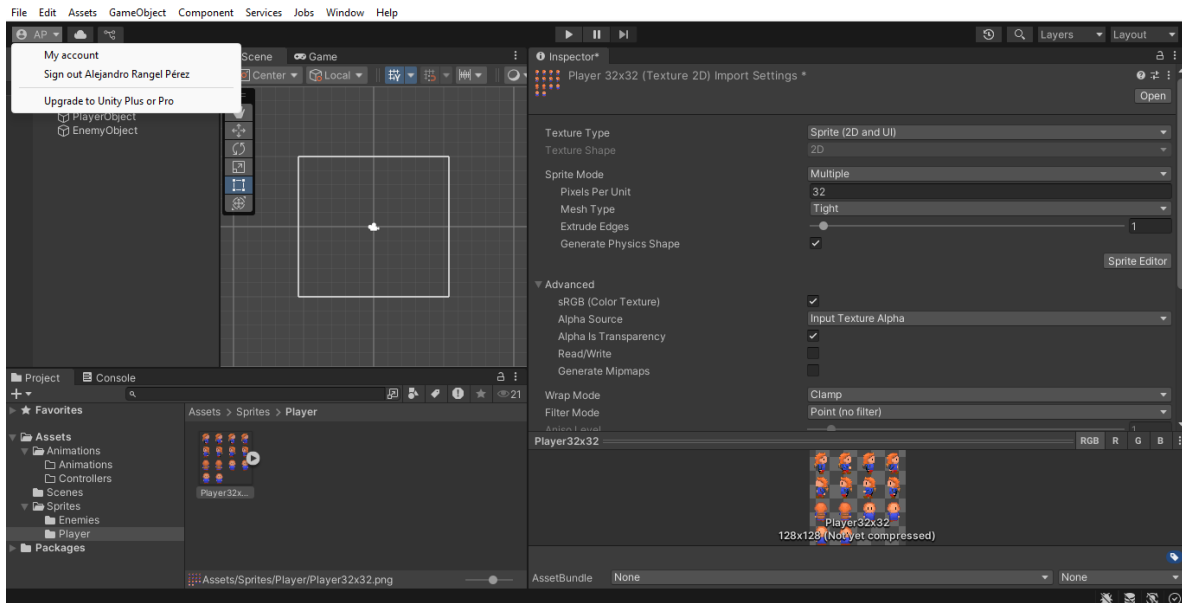 File Edit Assets GameObject Component Services Jobs Window Help
AP
Layers
Layout
My account
Sign out Alejandro Rangel Pérez
Upgrade to Unity Plus or Pro
PlayerObject
EnemyObject
Scene
Game
Center
Local
Inspector*
Player 32x32 (Texture 2D) Import Settings *
Open
Texture Type
Sprite (2D and UI)
Texture Shape
2D
Sprite Mode
Multiple
Pixels Per Unit
32
Mesh Type
Tight
Extrude Edges
1
Generate Physics Shape
Sprite Editor
Advanced
sRGB (Color Texture)
Alpha Source
Input Texture Alpha
Alpha Is Transparency
Read/Write
Generate Mipmaps
Wrap Mode
Clamp
Filter Mode
Point (no filter)
Aniso Level
1
Project
Console
21
Favorites
Assets > Sprites > Player
Assets
Animations
Animations
Controllers
Scenes
Sprites
Enemies
Player
Packages
Player32x...
Assets/Sprites/Player/Player32x32.png
Player32x32
RGB R G B
Player32x32
128x128 (Not yet compressed)
AssetBundle
None
None